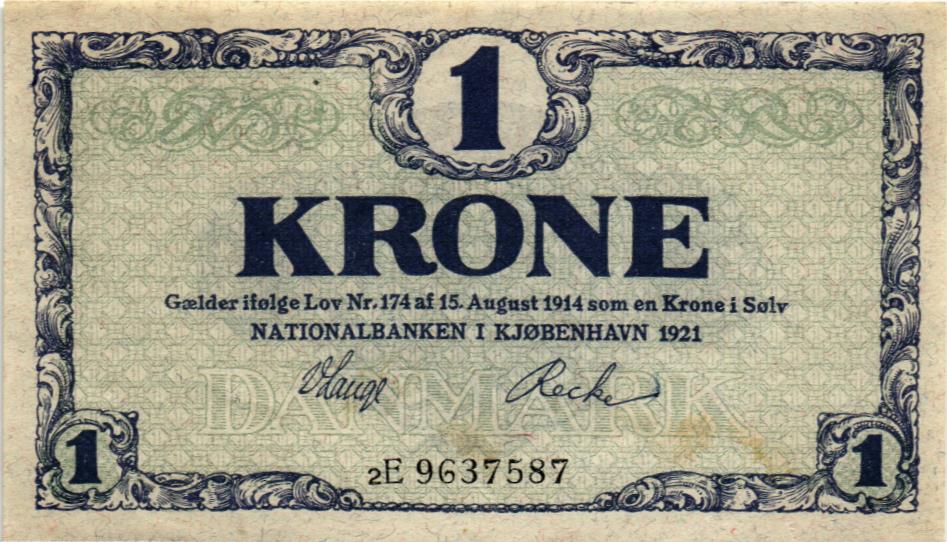 1
KRONE
Gælder ifølge Lov Nr. 174 af 15. August 1914 som en Krone i Sølv
NATIONALBANKEN I KJØBENHAVN 1921
VLange Recke
DANMARK
2E 9637587
1 1